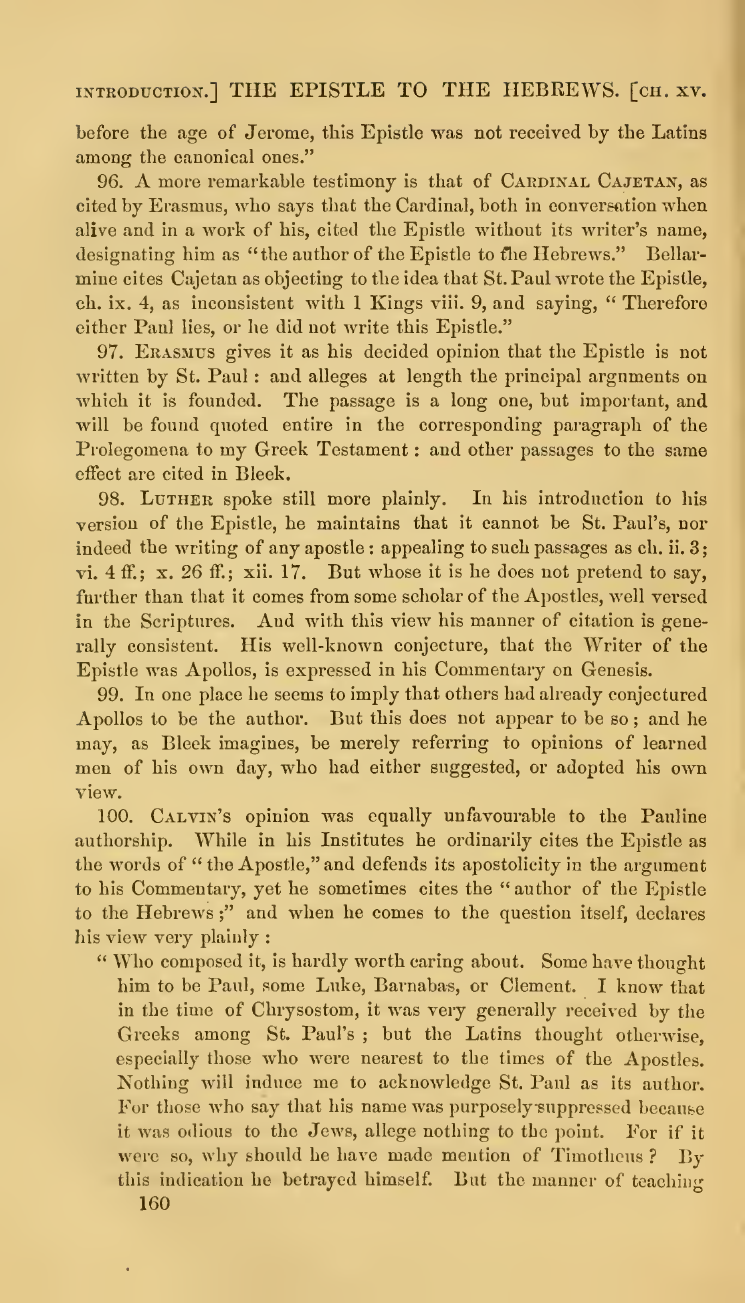 INTRODUCTION.] THE EPISTLE TO THE HEBREWS. [CH. XV.
before the age of Jerome, this Epistle was not received by the Latins
among the canonical ones.”
96. A more remarkable testimony is that of CARDINAL CAJETAN, as
cited by Erasmus, who says that the Cardinal, both in conversation when
alive and in a work of his, cited the Epistle without its writer's name,
designating him as “the author of the Epistle to the Hebrews.” Bellar-
mine cites Cajetan as objecting to the idea that St. Paul wrote the Epistle,
ch. ix. 4, as inconsistent with 1 Kings viii. 9, and saying, “ Therefore
either Paul lies, or he did not write this Epistle.”
97. ERASMUS gives it as his decided opinion that the Epistle is not
written by St. Paul : and alleges at length the principal arguments on
which it is founded. The passage is a long one, but important, and
will be found quoted entire in the corresponding paragraph of the
Prolegomena to my Greek Testament : and other passages to the same
effect are cited in Bleek.
98. LUTHER spoke still more plainly. In his introduction to his
version of the Epistle, he maintains that it cannot be St. Paul's, nor
indeed the writing of any apostle : appealing to such passages as ch. ii. 3;
vi. 4 ff.; x. 26 ff.; xii. 17. But whose it is he does not pretend to say,
further than that it comes from some scholar of the Apostles, well versed
in the Scriptures. And with this view his manner of citation is gene-
rally consistent. His well-known conjecture, that the Writer of the
Epistle was Apollos, is expressed in his Commentary on Genesis.
99. In one place he seems to imply that others had already conjectured
Apollos to be the author. But this does not appear to be so ; and he
may, as Bleek imagines, be merely referring to opinions of learned
men of his own day, who had either suggested, or adopted his own
view.
100. CALVIN'S opinion was equally unfavourable to the Pauline
authorship. While in his Institutes he ordinarily cites the Epistle as
the words of “ the Apostle,” and defends its apostolicity in the argument
to his Commentary, yet he sometimes cites the “ author of the Epistle
to the Hebrews ;” and when he comes to the question itself, declares
his view very plainly :
“ Who composed it, is hardly worth caring about. Some have thought
him to be Paul, some Luke, Barnabas, or Clement. I know that
in the time of Chrysostom, it was very generally received by the
Greeks among St. Paul's ; but the Latins thought otherwise,
especially those who were nearest to the times of the Apostles.
Nothing will induce me to acknowledge St. Paul as its author.
For those who say that his name was purposely suppressed because
it was odious to the Jews, allege nothing to the point. For if it
were so, why should he have made mention of Timotheus ? By
this indication he betrayed himself. But the manner of teaching
160